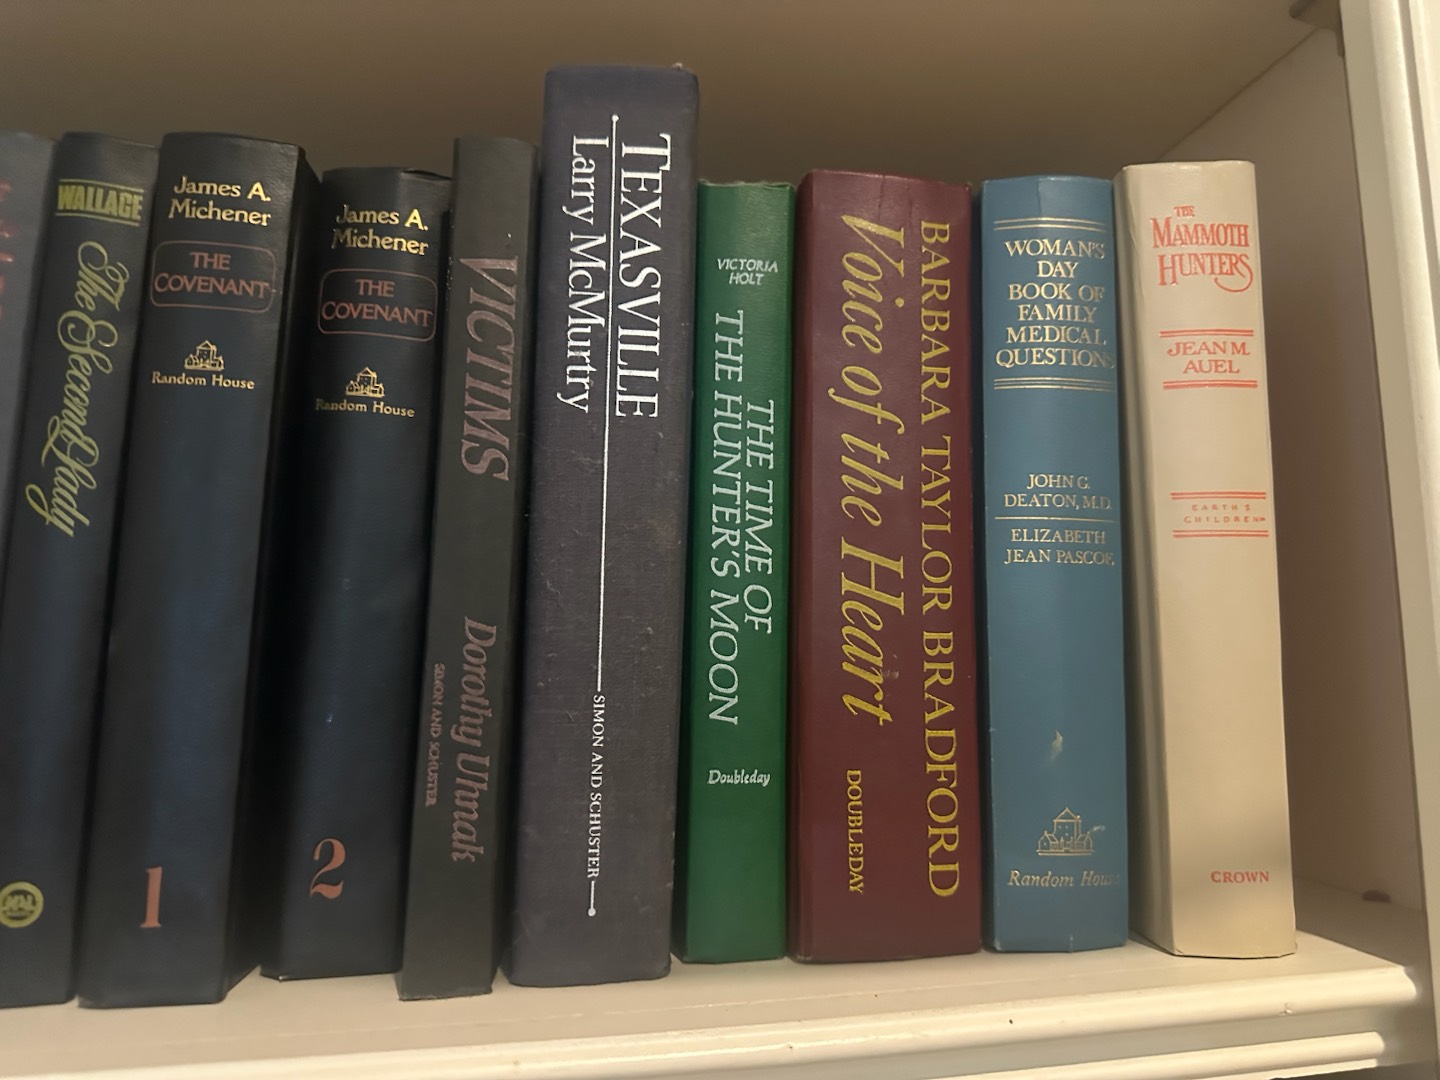 WALLACE
The Second Lady
James A.
Michener
THE
COVENANT
Random House
1
James A.
Michener
THE
COVENANT
Random House
2
VICTIMS
Dorothy Uhnak
SIMON AND SCHUSTER
TEXASVILLE
Larry McMurtry
SIMON AND SCHUSTER
VICTORIA
HOLT
THE TIME OF
THE HUNTER'S MOON
Doubleday
BARBARA TAYLOR BRADFORD
Voice of the Heart
DOUBLEDAY
WOMAN'S
DAY
BOOK OF
FAMILY
MEDICAL
QUESTIONS
JOHN G.
DEATON, M.D.
ELIZABETH
JEAN PASCOE
Random House
THE
MAMMOTH
HUNTERS
JEAN M.
AUEL
EARTH'S
CHILDREN™
CROWN